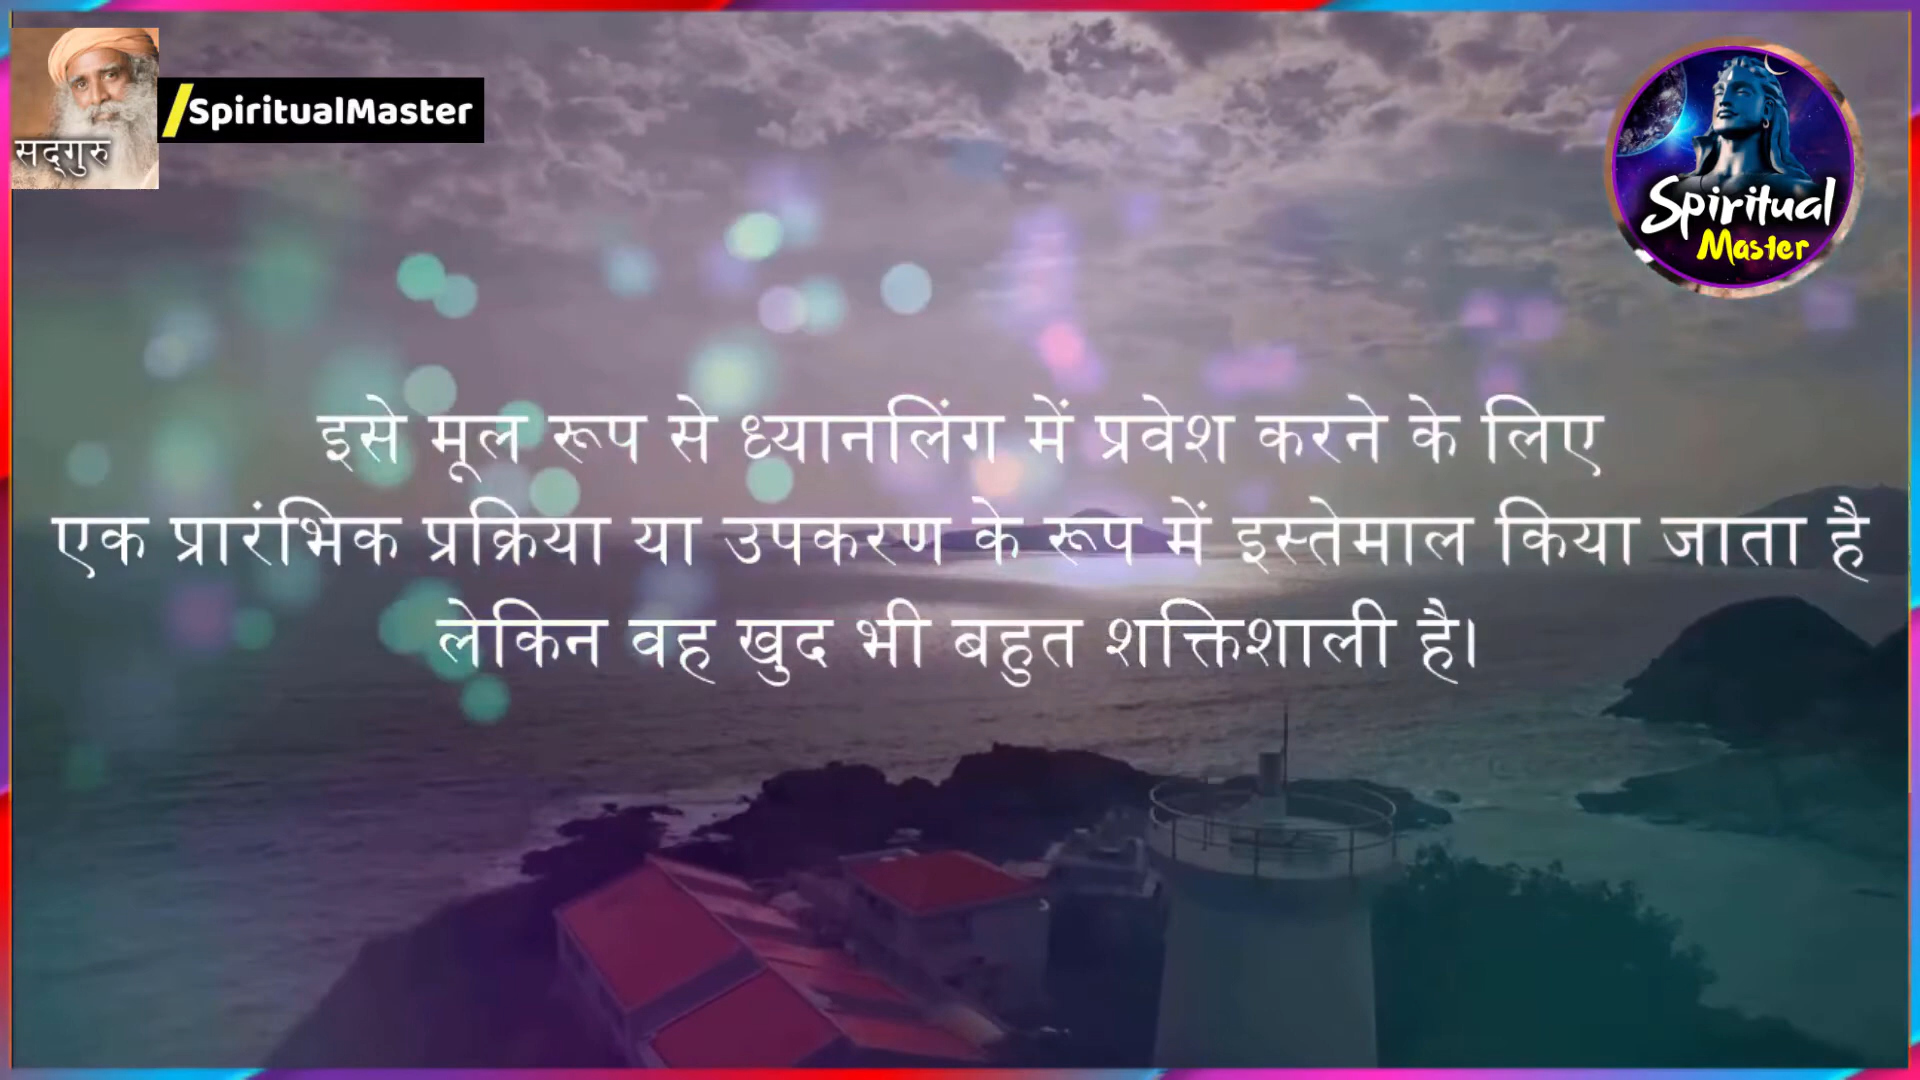 सद्गुरु
/SpiritualMaster
Spiritual
Master
इसे मूल रूप से ध्यानलिंग में प्रवेश करने के लिए
एक प्रारंभिक प्रक्रिया या उपकरण के रूप में इस्तेमाल किया जाता है
लेकिन वह खुद भी बहुत शक्तिशाली है।